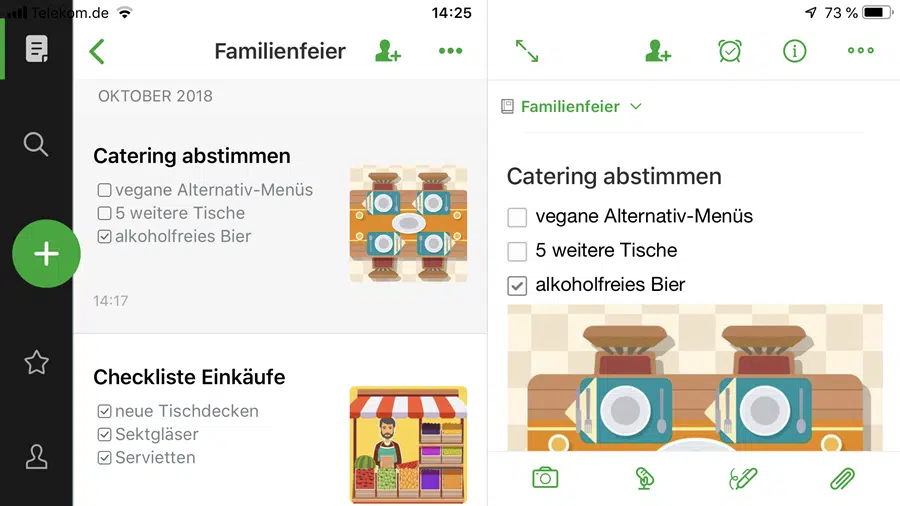 Telekom.de
14:25
73 %
Familienfeier
OKTOBER 2018
Catering abstimmen
vegane Alternativ-Menüs
5 weitere Tische
alkoholfreies Bier
14:17
Checkliste Einkäufe
neue Tischdecken
Sektgläser
Servietten
Familienfeier
Catering abstimmen
vegane Alternativ-Menüs
5 weitere Tische
alkoholfreies Bier